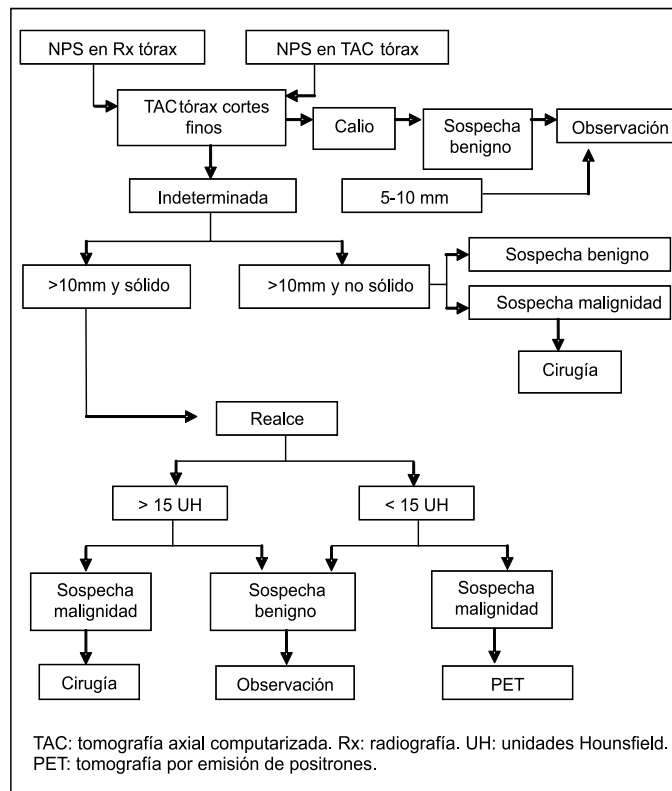 NPS en Rx tórax
NPS en TAC tórax
TAC tórax cortes
finos
Calio
Sospecha
benigno
Observación
Indeterminada
5-10 mm
>10mm y sólido
>10mm y no sólido
Sospecha benigno
Sospecha malignidad
Cirugía
Realce
> 15 UH
< 15 UH
Sospecha
malignidad
Sospecha
benigno
Sospecha
malignidad
Cirugía
Observación
PET
TAC: tomografía axial computarizada. Rx: radiografía. UH: unidades Hounsfield.
PET: tomografía por emisión de positrones.